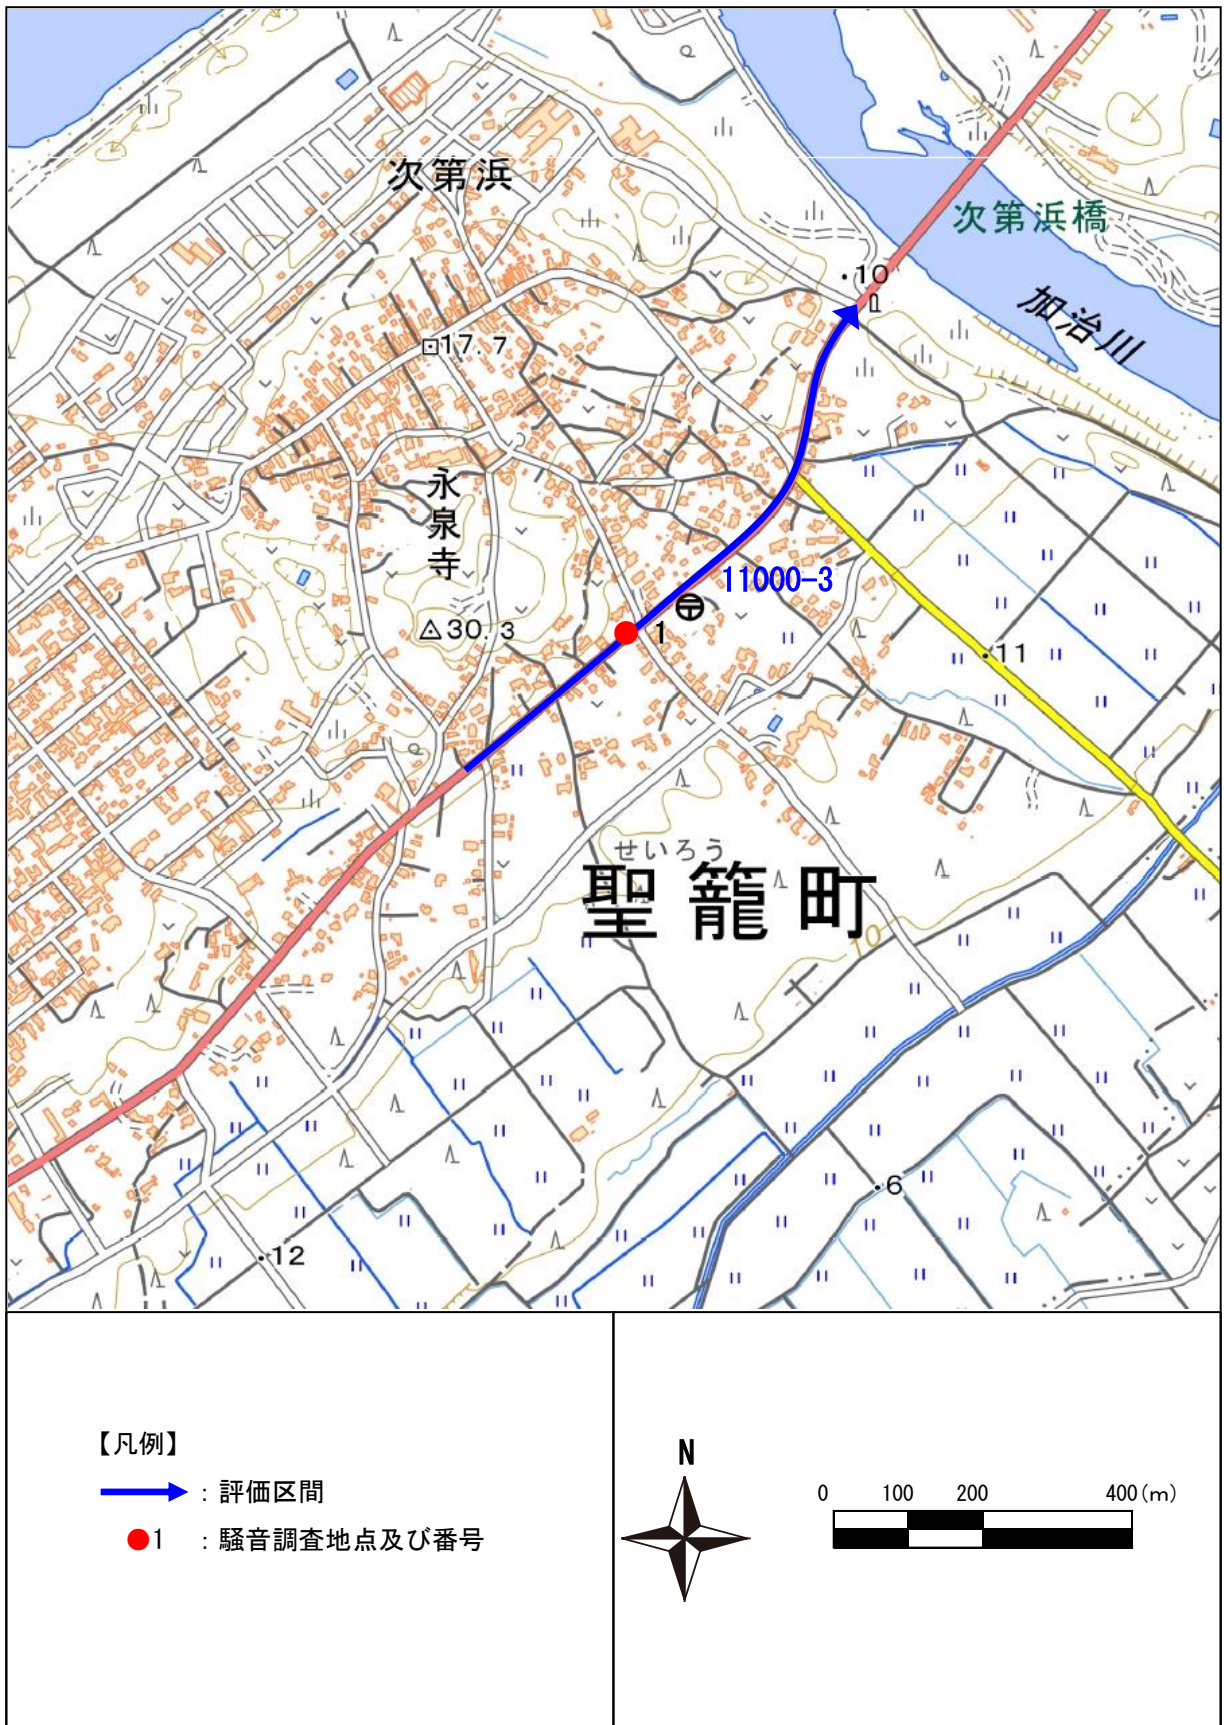 次第浜
次第浜橋
・10
P
加治川
17.7
永泉寺
11000-3
30.3
1
・11
せいろう
聖籠町
10
・6
・12
【凡例】
：評価区間
1 ：騒音調査地点及び番号
N
0 100 200 400(m)